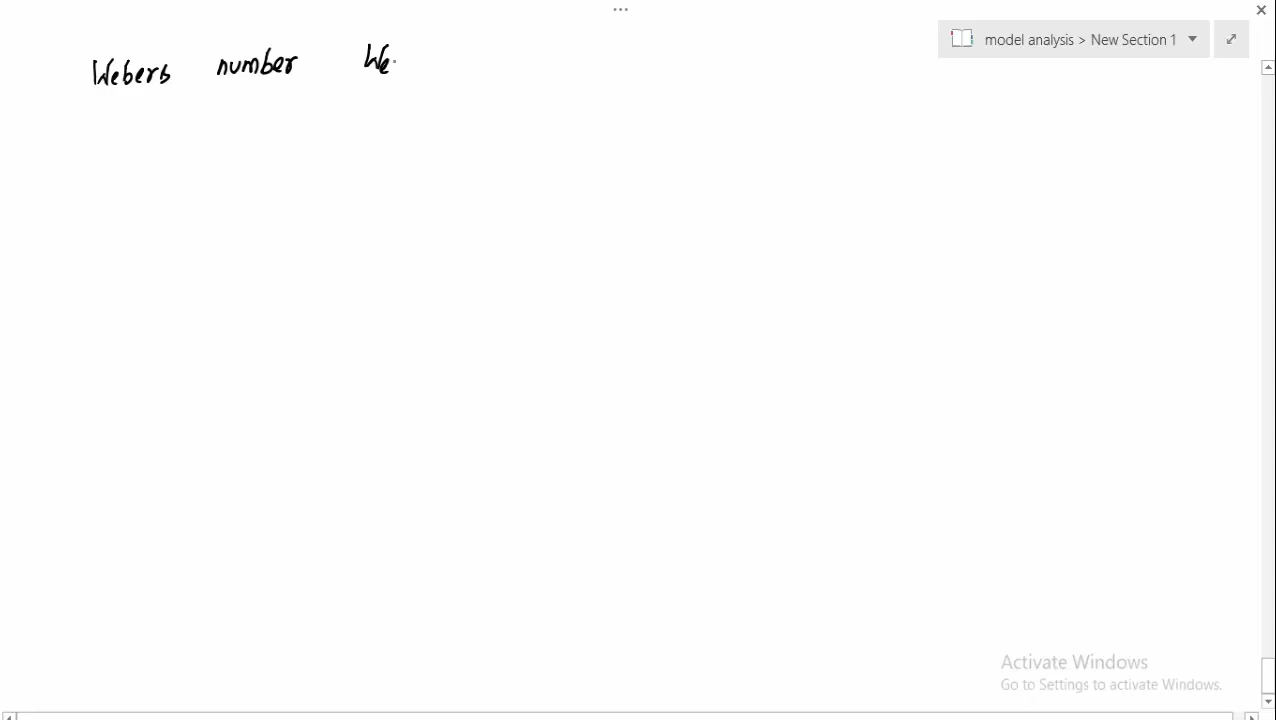 ...
model analysis > New Section 1
Webers number We
Activate Windows
Go to Settings to activate Windows.